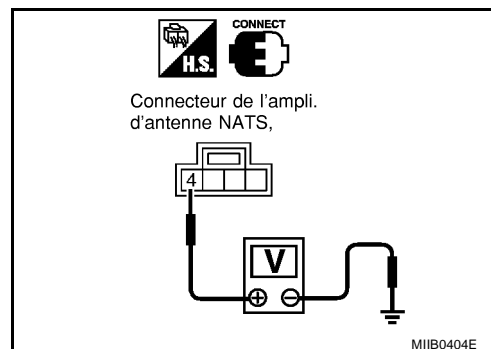 CONNECT
H.S.
Connecteur de l'ampli.
d'antenne NATS,
4
V
+ −
MIIB0404E